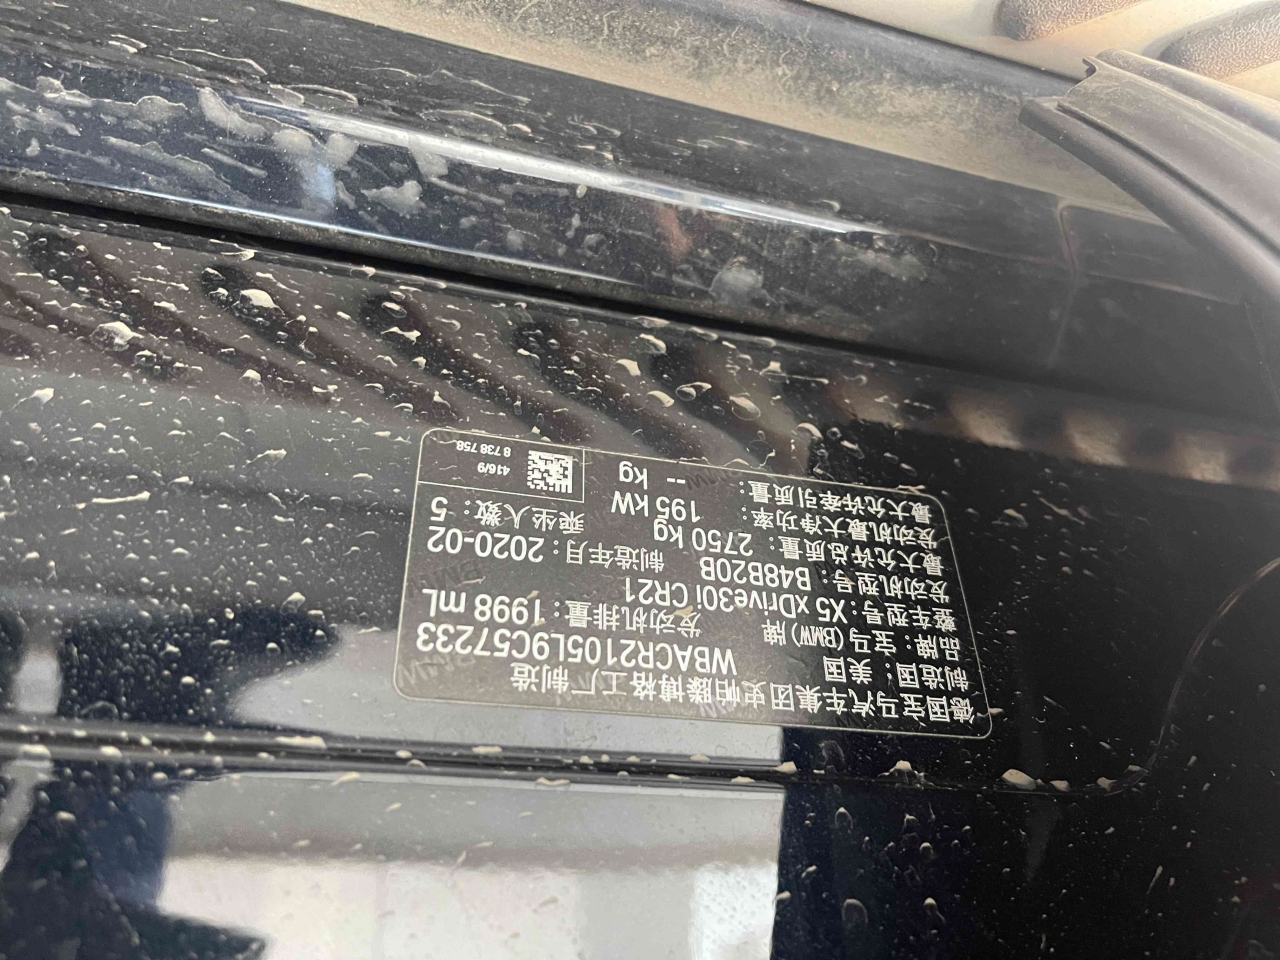 德国宝马汽车集团史帕滕博格工厂制造
制造国：美国 WBACR2105L9C57233
品牌：宝马(BMW)牌
整车型号：X5 xDrive30i CR21 发动机排量：1998 mL
发动机型号：B48B20B 制造年月：2020-02
最大允许总质量：2750 kg 乘坐人数：5
发动机最大净功率：195 kW
最大允许牵引质量：-- kg
416/9
8 738 758